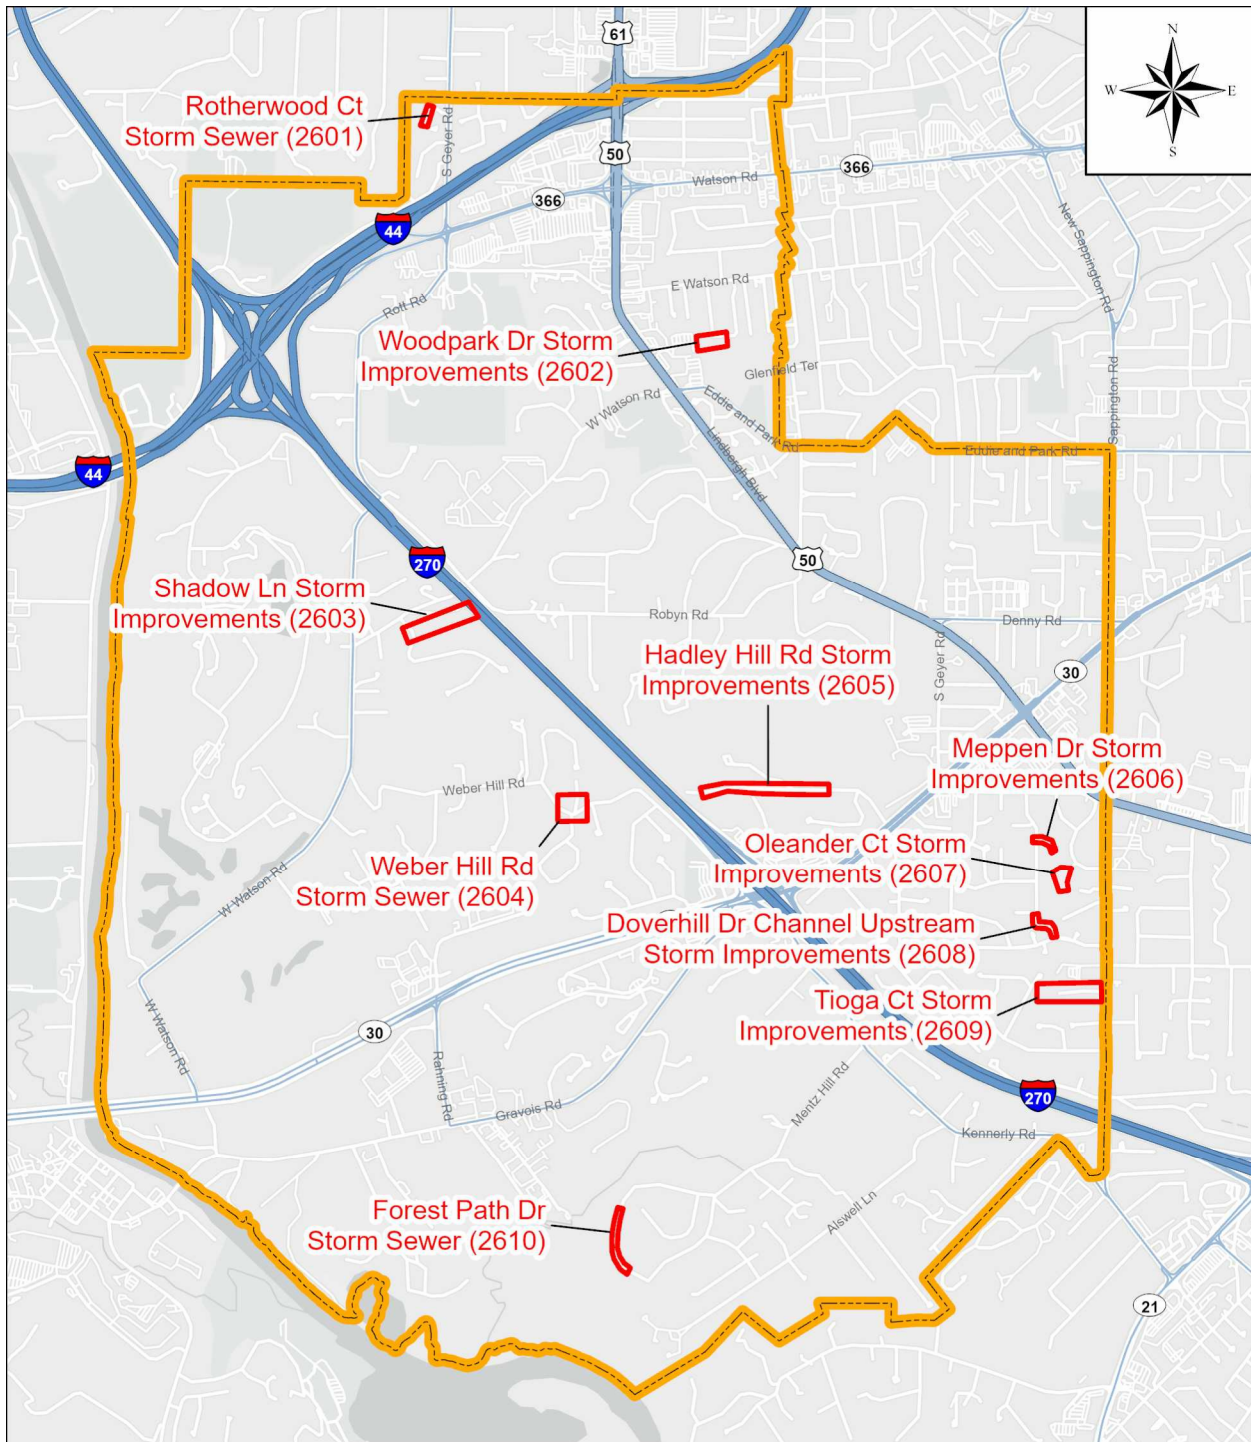 N
W E
S
61
Rotherwood Ct
Storm Sewer (2601)
S Geyer Rd
50
366
Watson Rd
366
44
New Sappington Rd
E Watson Rd
Rott Rd
Woodpark Dr Storm
Improvements (2602)
Glenfield Ter
Sappington Rd
W Watson Rd
Eddie and Park Rd
Lindbergh Blvd
Eddie and Park Rd
44
270
50
Shadow Ln Storm
Improvements (2603)
Robyn Rd
Denny Rd
S Geyer Rd
Hadley Hill Rd Storm
Improvements (2605)
30
Meppen Dr Storm
Improvements (2606)
Weber Hill Rd
Oleander Ct Storm
Improvements (2607)
Weber Hill Rd
Storm Sewer (2604)
W Watson Rd
Doverhill Dr Channel Upstream
Storm Improvements (2608)
Tioga Ct Storm
Improvements (2609)
W Watson Rd
30
Rahning Rd
Mentz Hill Rd
270
Gravois Rd
Kennerly Rd
Forest Path Dr
Storm Sewer (2610)
Alswell Ln
21